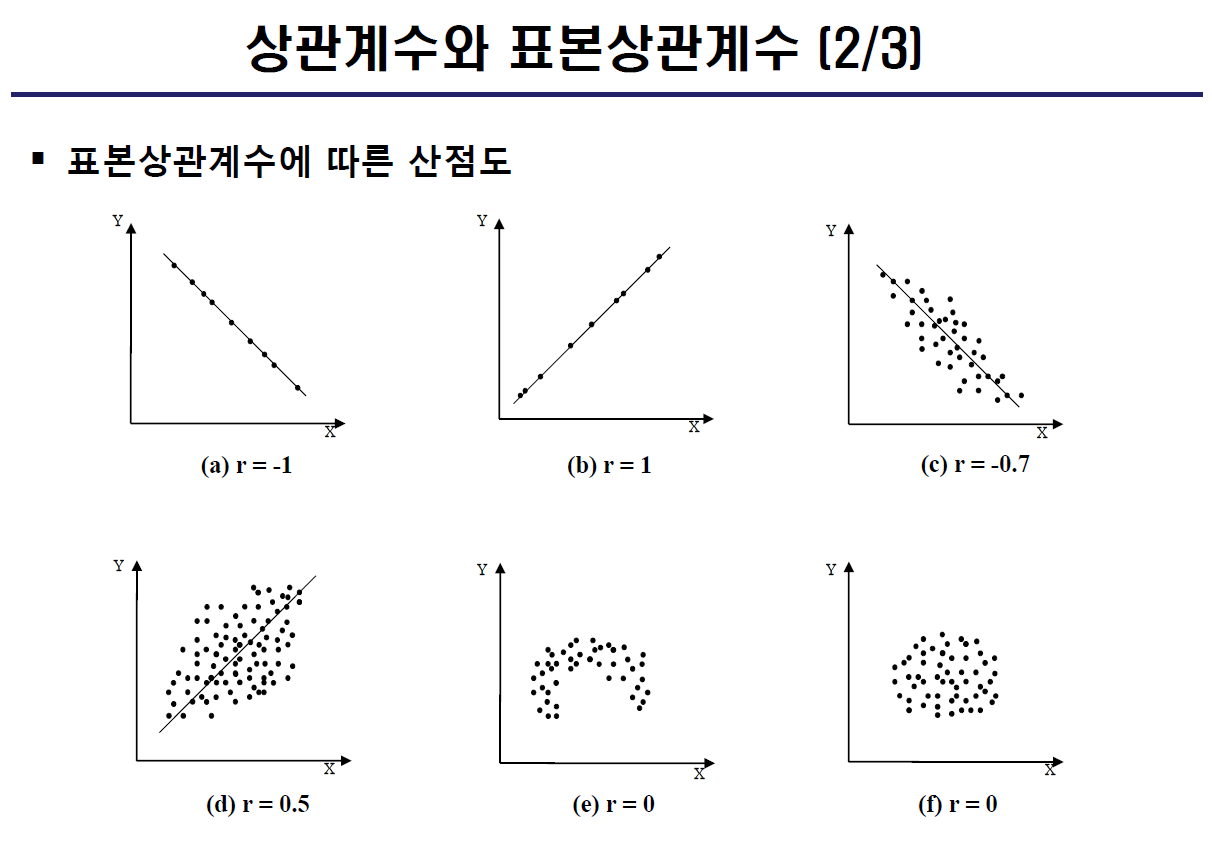 상관계수와 표본상관계수 (2/3)
▪ 표본상관계수에 따른 산점도
Y
X
(a) r = -1
Y
X
(b) r = 1
Y
X
(c) r = -0.7
Y
X
(d) r = 0.5
Y
X
(e) r = 0
Y
X
(f) r = 0